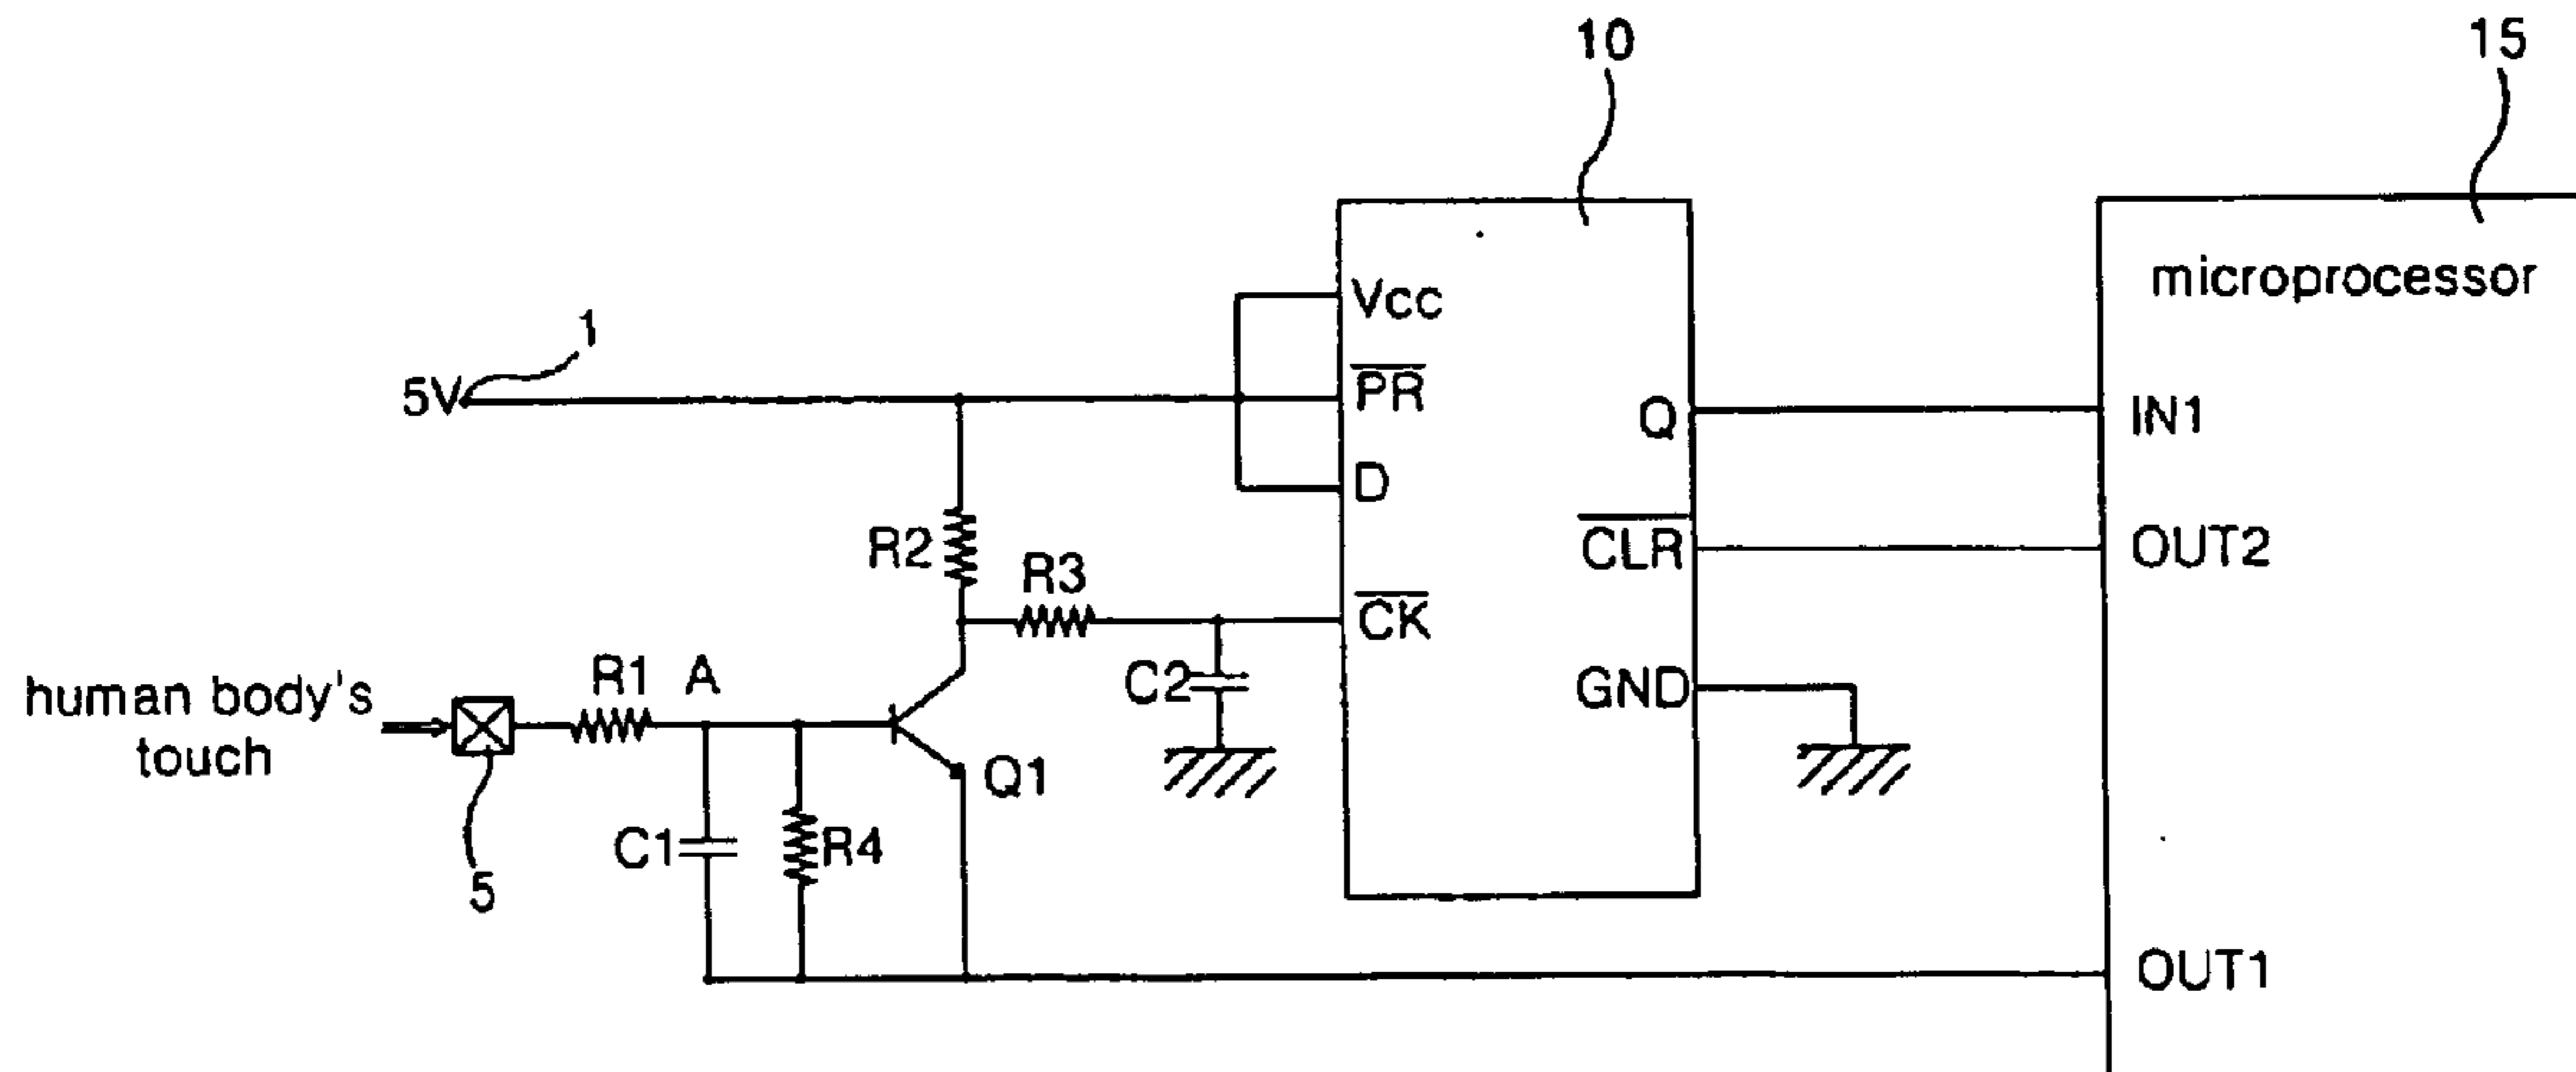 10
15
microprocessor
Vcc
1
5V
PR
Q
IN1
D
R2
CLR
OUT2
R3
CK
human body's
touch
R1
A
C2
GND
Q1
C1
R4
5
OUT1